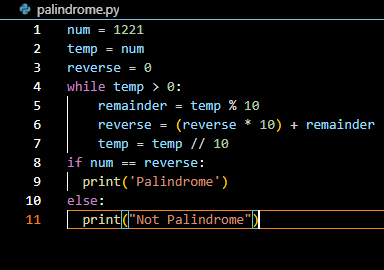 palindrome.py
1 num = 1221
2 temp = num
3 reverse = 0
4 while temp > 0:
5     remainder = temp % 10
6     reverse = (reverse * 10) + remainder
7     temp = temp // 10
8 if num == reverse:
9   print('Palindrome')
10 else:
11   print("Not Palindrome")